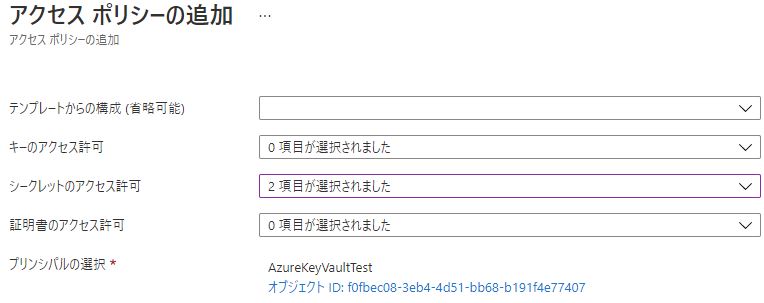 アクセス ポリシーの追加 …
アクセス ポリシーの追加
テンプレートからの構成 (省略可能)
キーのアクセス許可 0 項目が選択されました
シークレットのアクセス許可 2 項目が選択されました
証明書のアクセス許可 0 項目が選択されました
プリンシパルの選択 * AzureKeyVaultTest
オブジェクト ID: f0fbec08-3eb4-4d51-bb68-b191f4e77407